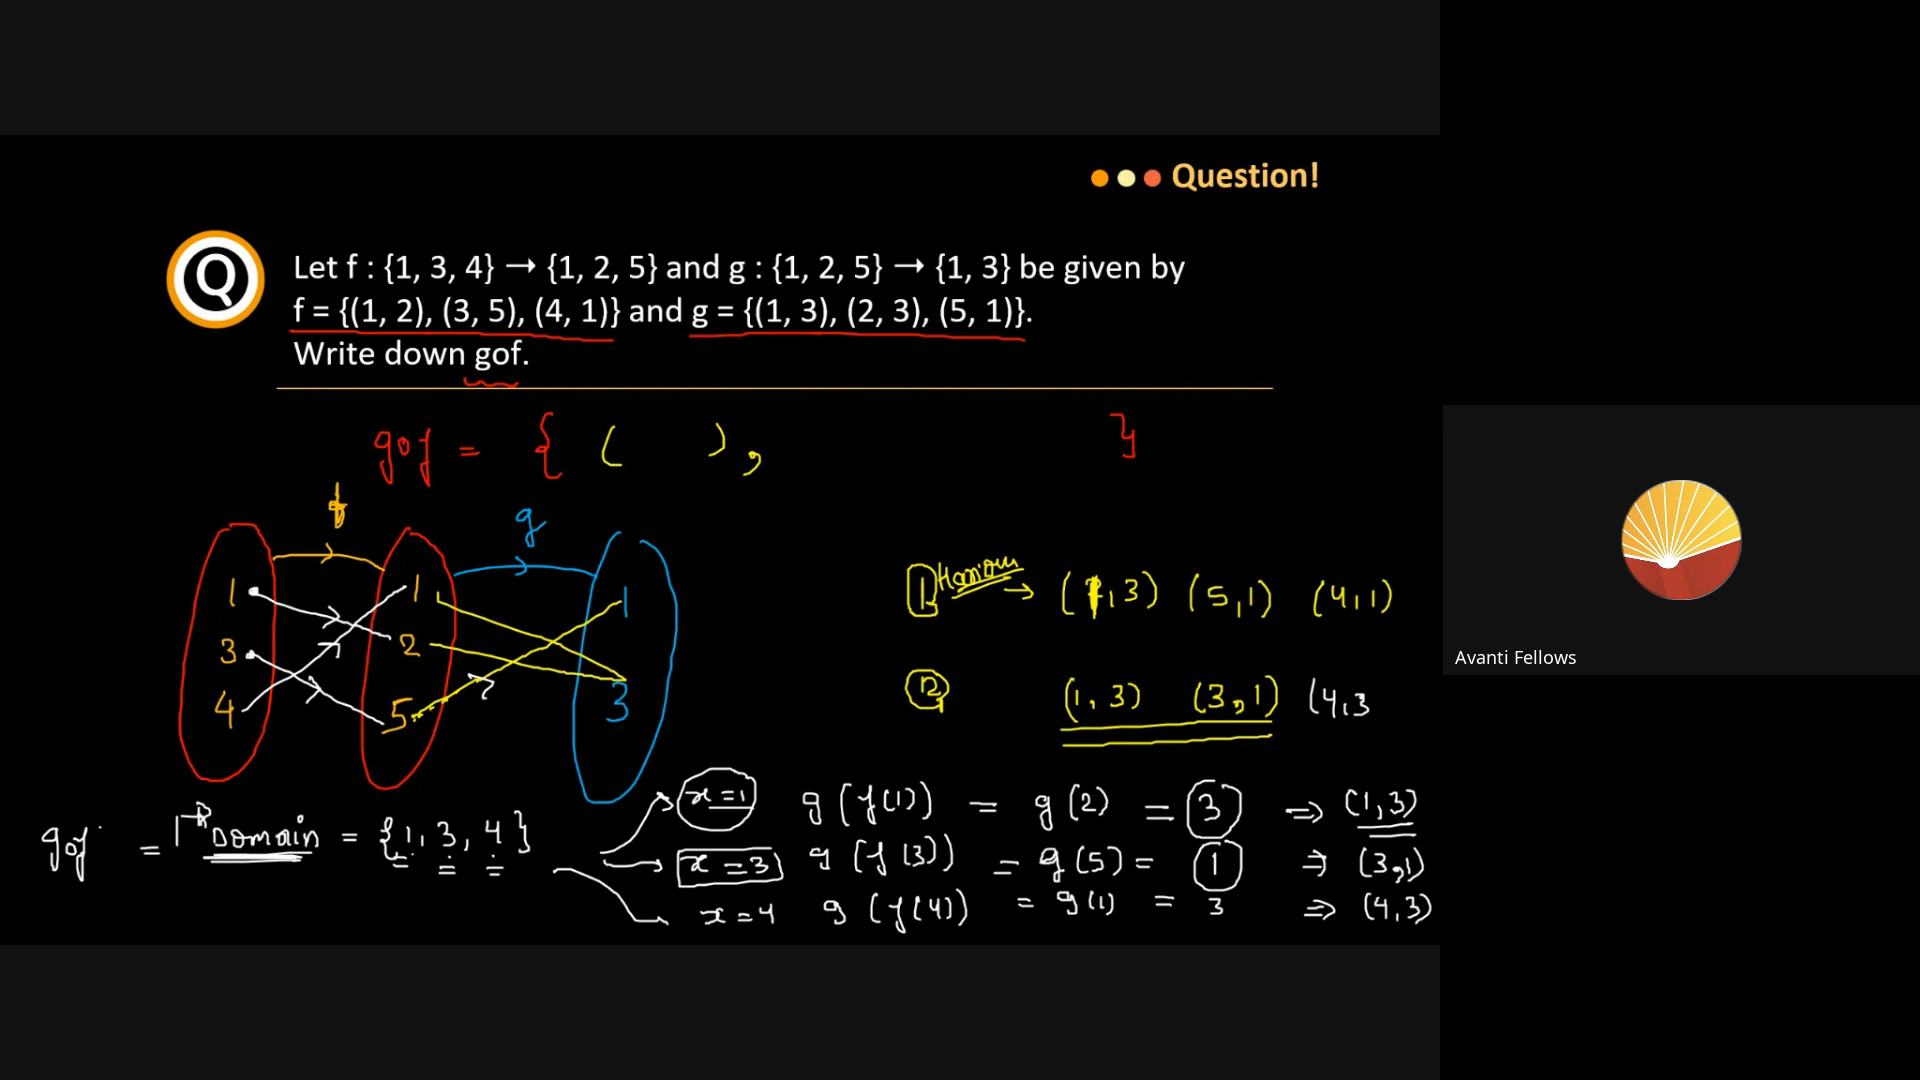 Question!
Q
Let f : {1, 3, 4} → {1, 2, 5} and g : {1, 2, 5} → {1, 3} be given by
f = {(1, 2), (3, 5), (4, 1)} and g = {(1, 3), (2, 3), (5, 1)}.
Write down gof.
gof = { (   ),   }
f
g
1 1 1
3 2
4 5 3
1 → (1,3) (5,1) (4,1)
2 (1,3) (3,1) (4,3
gof = Domain = {1, 3, 4}
x=1 g(f(1)) = g(2) = 3 ⇒ (1,3)
x=3 g(f(3)) = g(5) = 1 ⇒ (3,1)
x=4 g(f(4)) = g(1) = 3 ⇒ (4,3)
Avanti Fellows